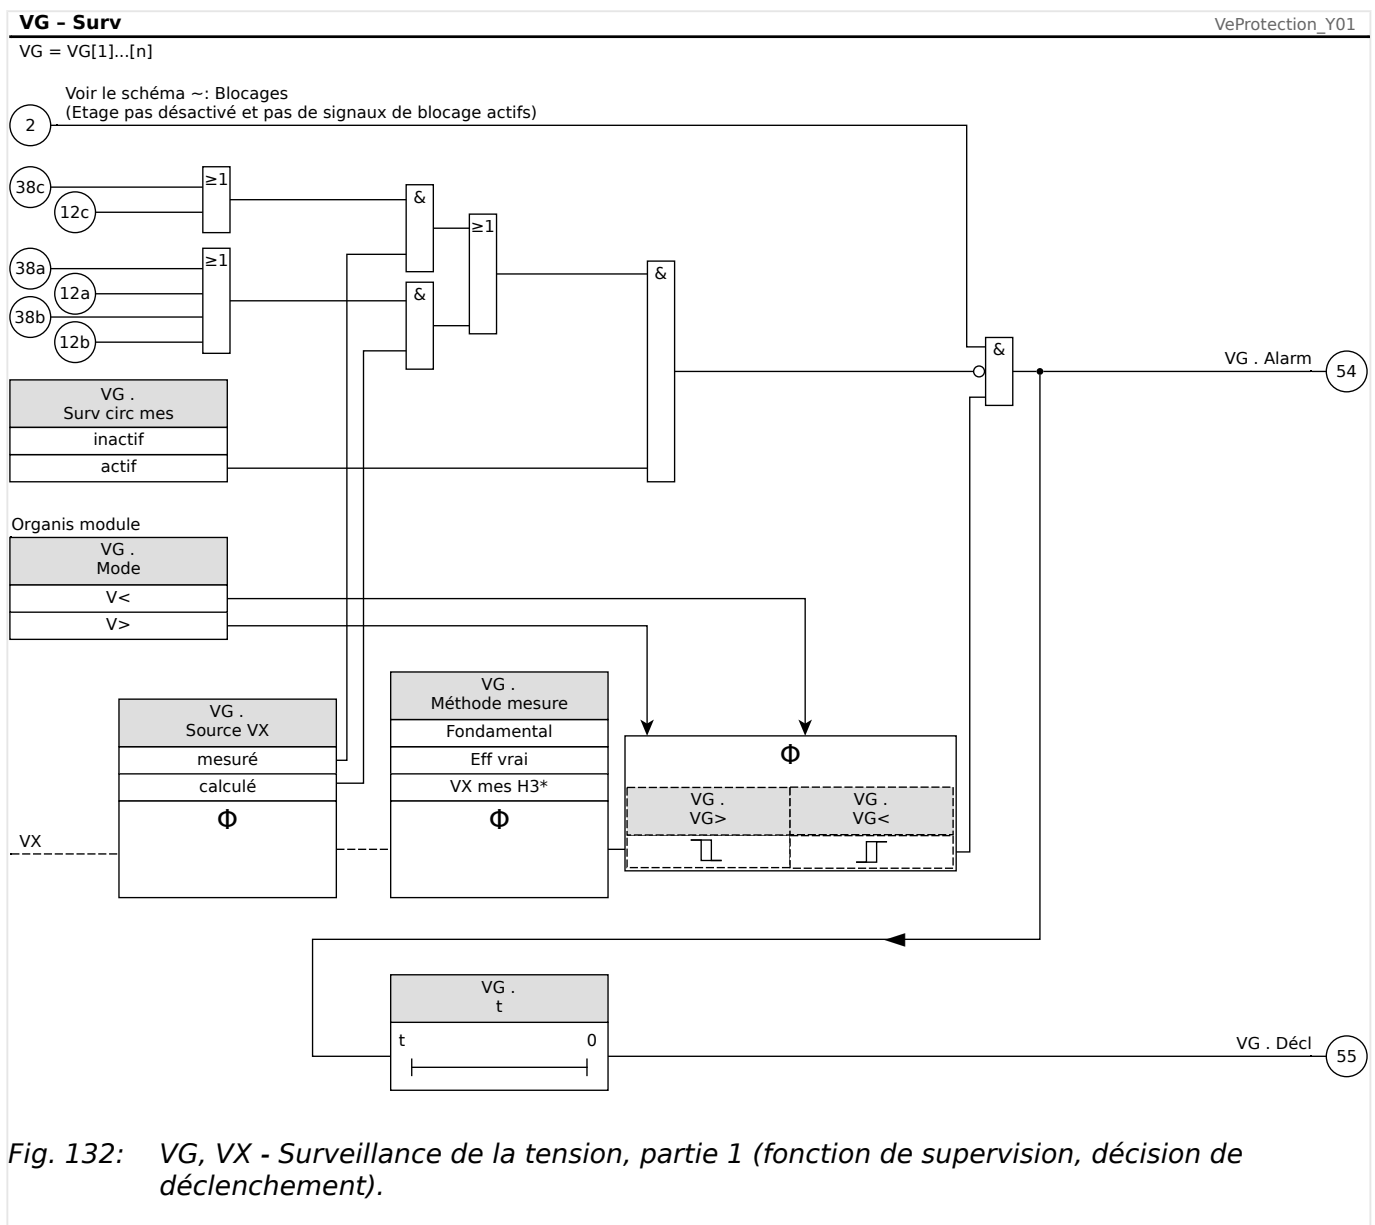 VG – Surv
VeProtection_Y01
VG = VG[1]...[n]
Voir le schéma ~: Blocages
(Etage pas désactivé et pas de signaux de blocage actifs)
2
38c
12c
≥1
&
≥1
38a
12a
38b
12b
≥1
&
&
&
VG . Alarm
54
VG .
Surv circ mes
inactif
actif
Organis module
VG .
Mode
V<
V>
VG .
Source VX
mesuré
calculé
Φ
VX
VG .
Méthode mesure
Fondamental
Eff vrai
VX mes H3*
Φ
Φ
VG .
VG>
VG .
VG<
VG .
t
t
0
VG . Décl
55
Fig. 132: VG, VX - Surveillance de la tension, partie 1 (fonction de supervision, décision de
déclenchement).